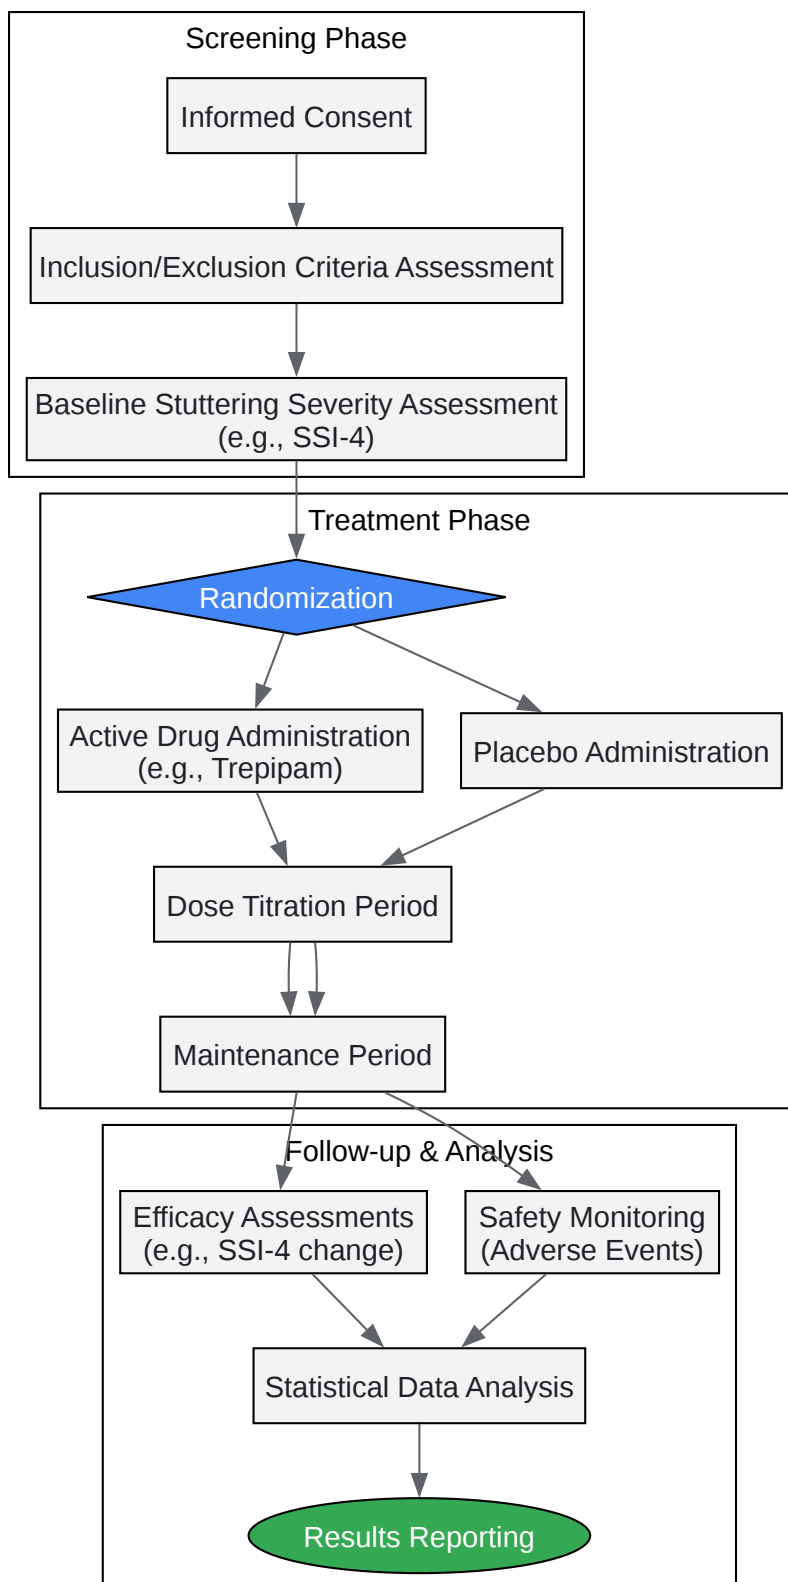 Screening Phase
Informed Consent
Inclusion/Exclusion Criteria Assessment
Baseline Stuttering Severity Assessment
(e.g., SSI-4)
Treatment Phase
Randomization
Active Drug Administration
(e.g., Trepipam)
Placebo Administration
Dose Titration Period
Maintenance Period
Follow-up & Analysis
Efficacy Assessments
(e.g., SSI-4 change)
Safety Monitoring
(Adverse Events)
Statistical Data Analysis
Results Reporting